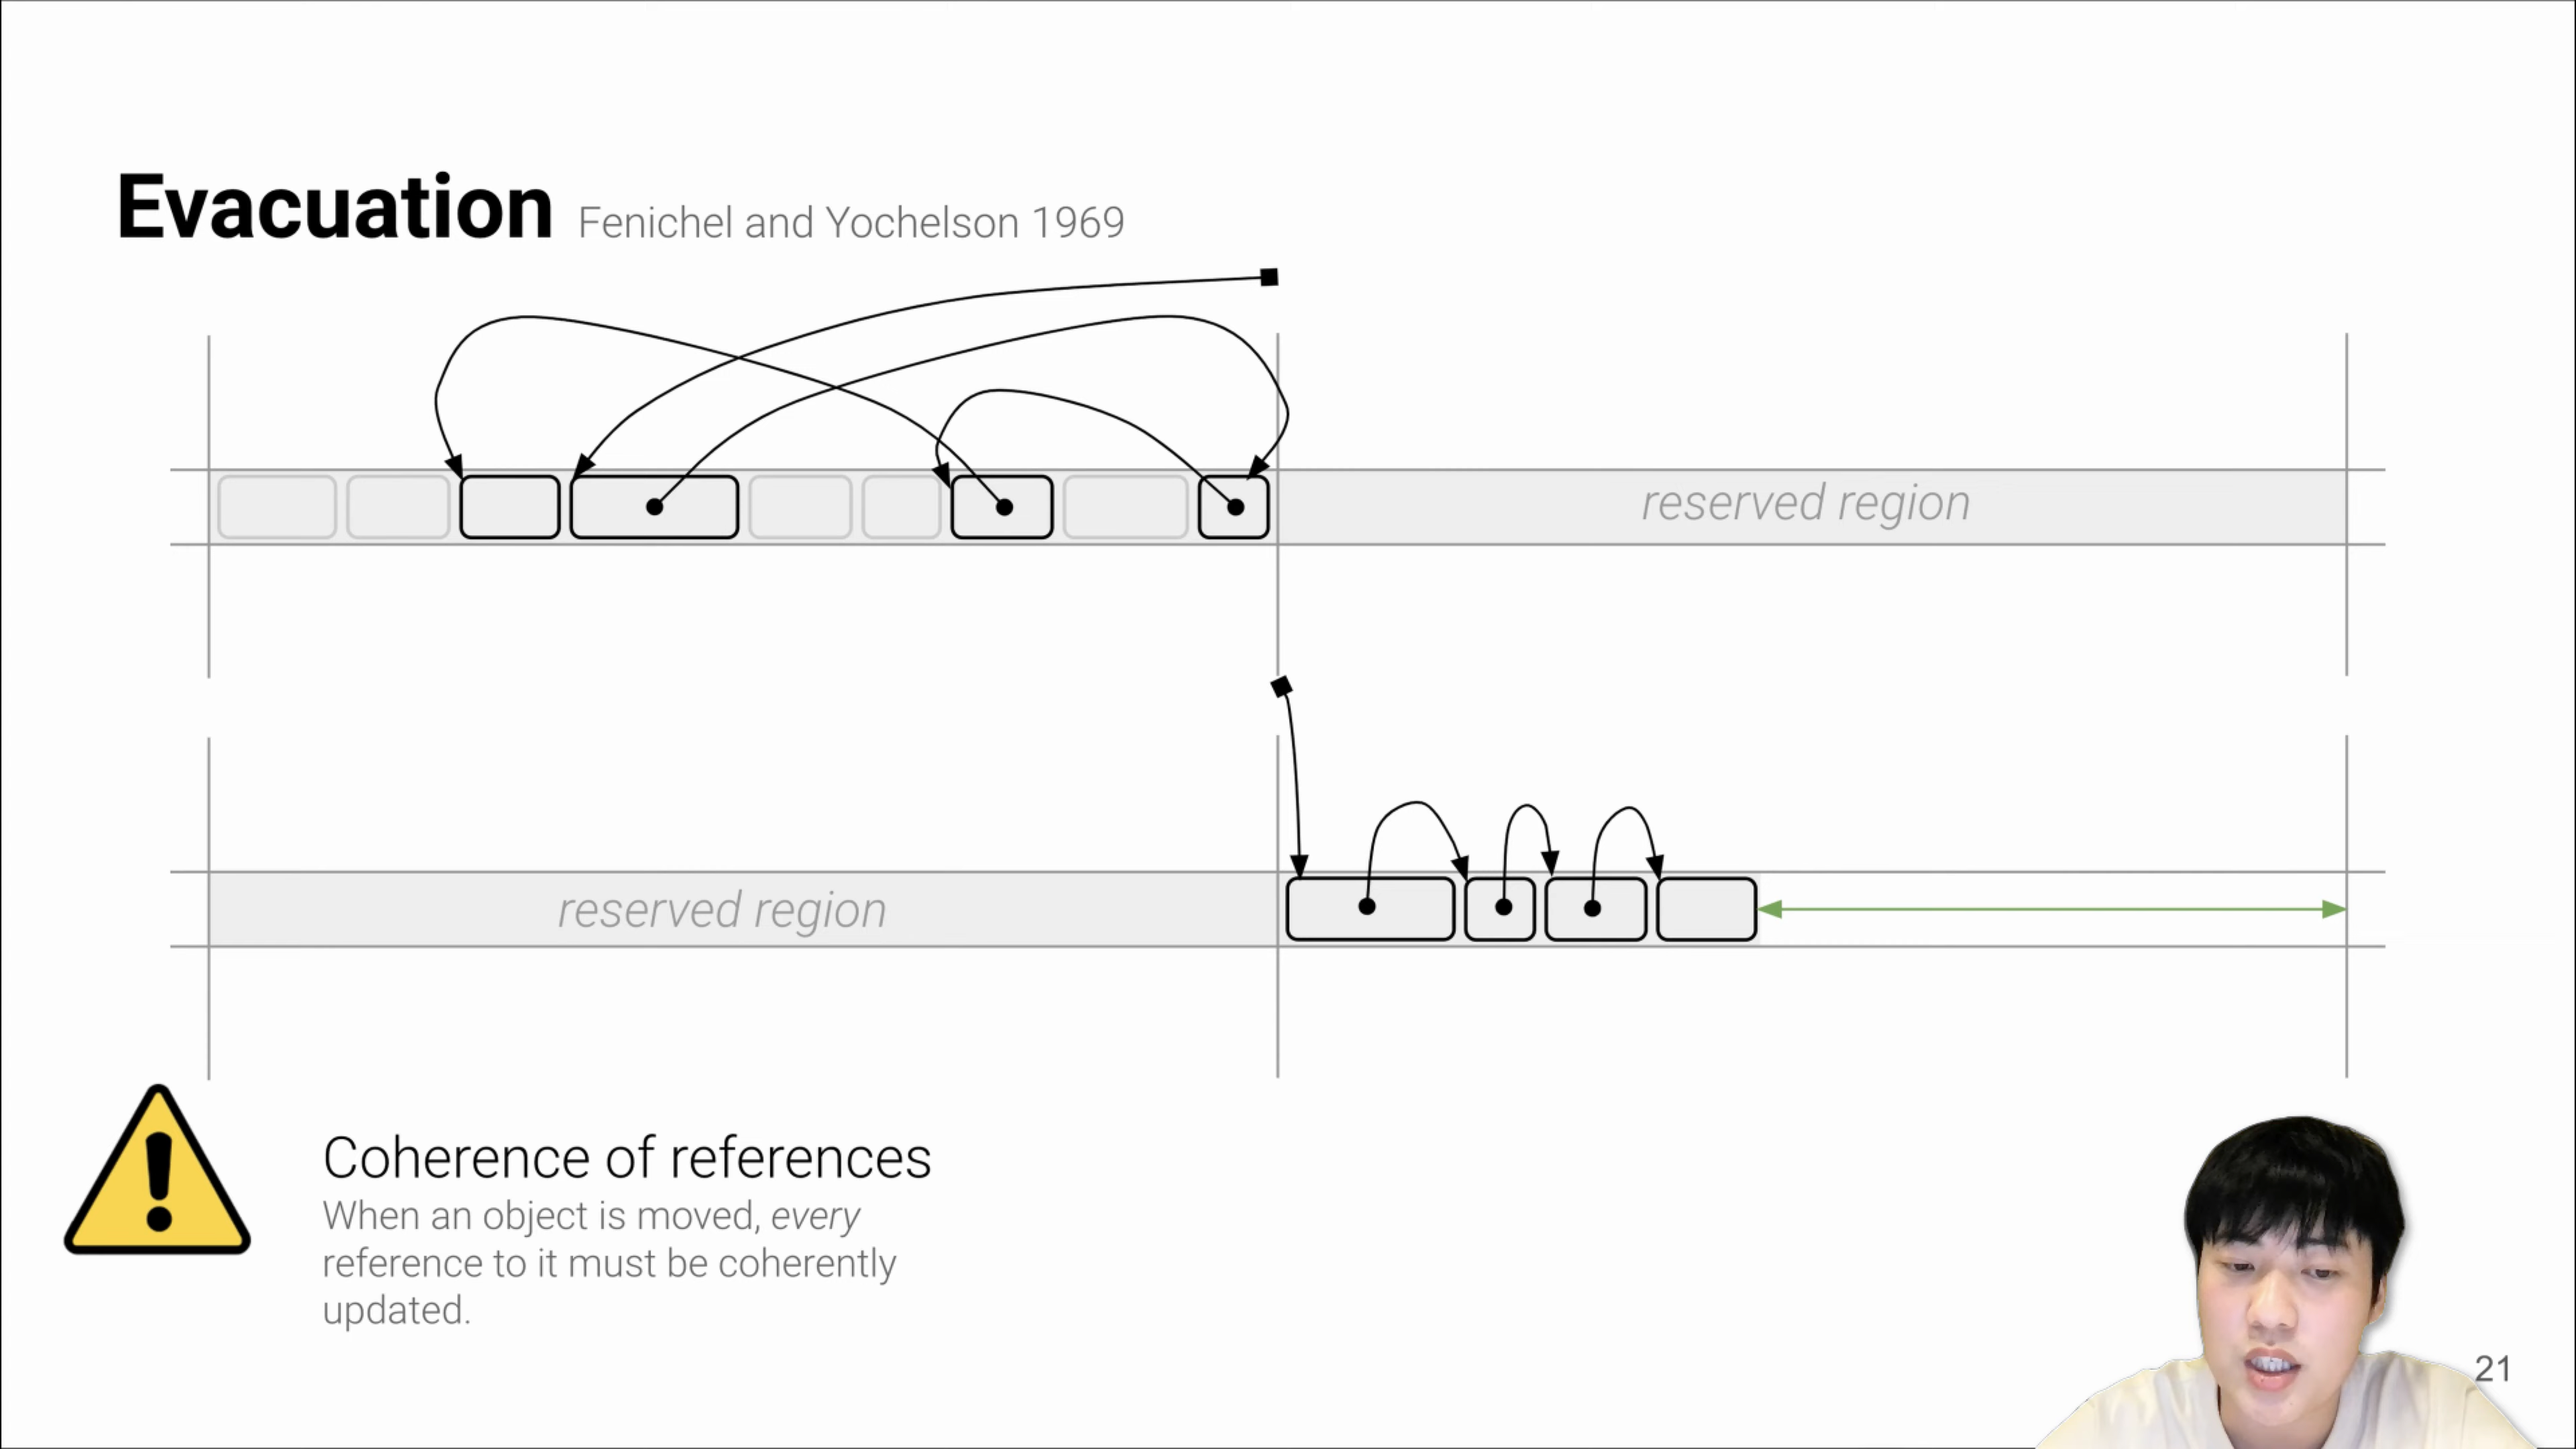 Evacuation Fenichel and Yochelson 1969
reserved region
reserved region
Coherence of references
When an object is moved, every
reference to it must be coherently
updated.
21